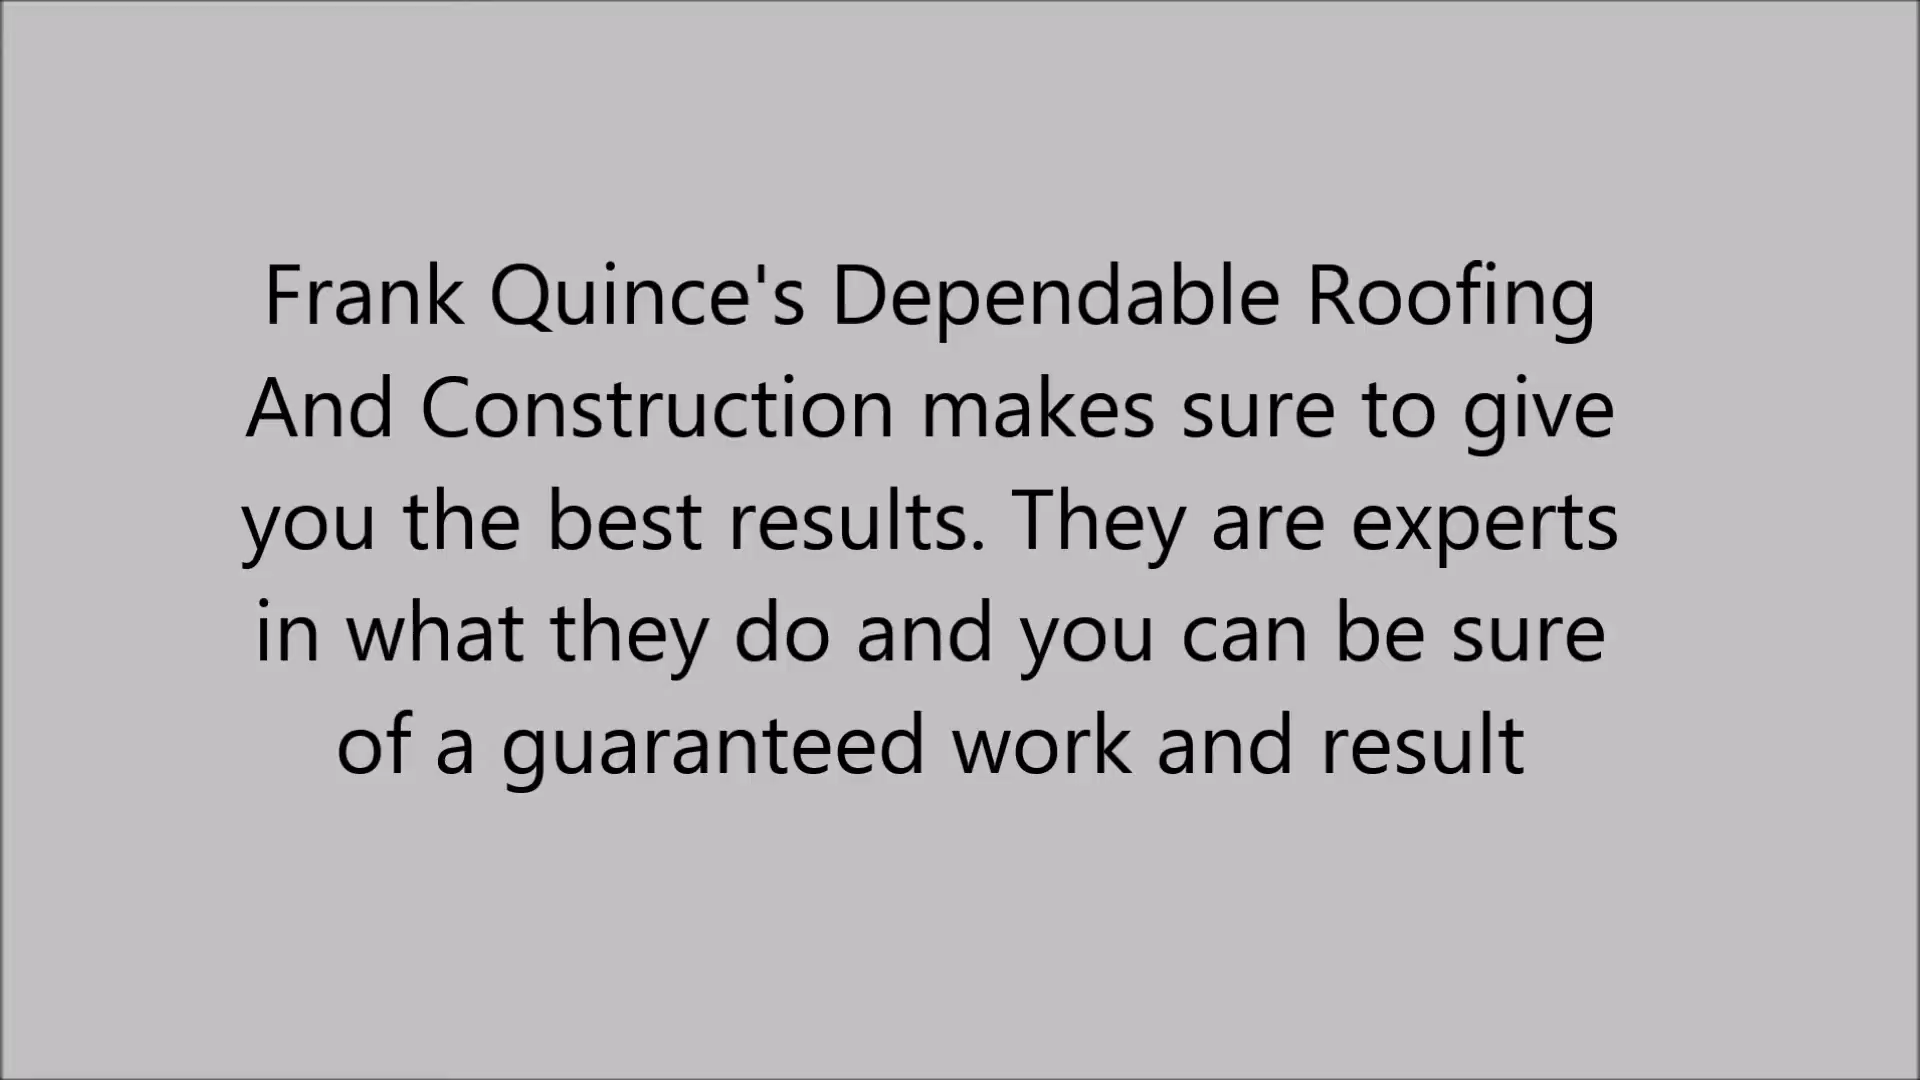 Frank Quince's Dependable Roofing
And Construction makes sure to give
you the best results. They are experts
in what they do and you can be sure
of a guaranteed work and result